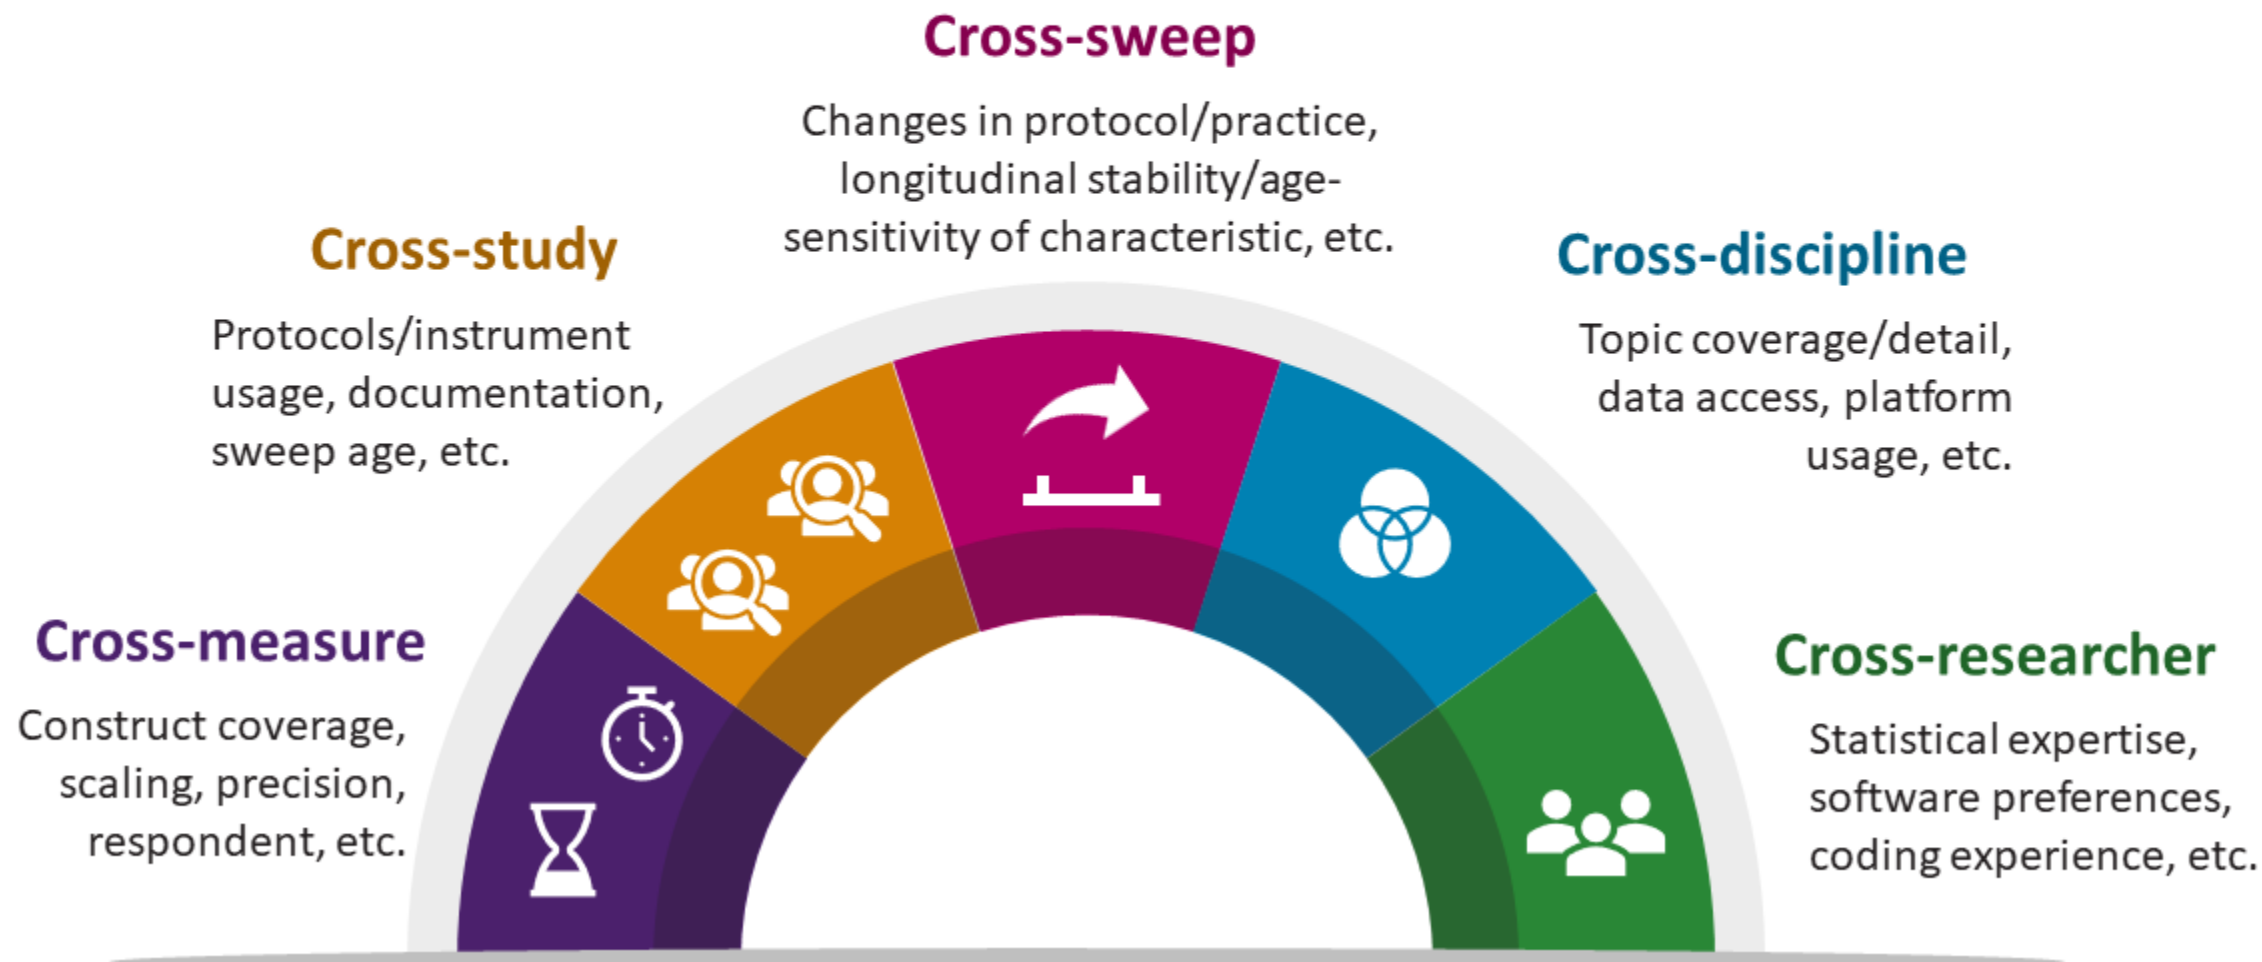 Cross-sweep
Changes in protocol/practice,
longitudinal stability/age-
sensitivity of characteristic, etc.
Cross-study
Protocols/instrument
usage, documentation,
sweep age, etc.
Cross-discipline
Topic coverage/detail,
data access, platform
usage, etc.
Cross-measure
Construct coverage,
scaling, precision,
respondent, etc.
Cross-researcher
Statistical expertise,
software preferences,
coding experience, etc.